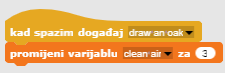 kad spazim događaj draw an oak
promijeni varijablu clean air za 3